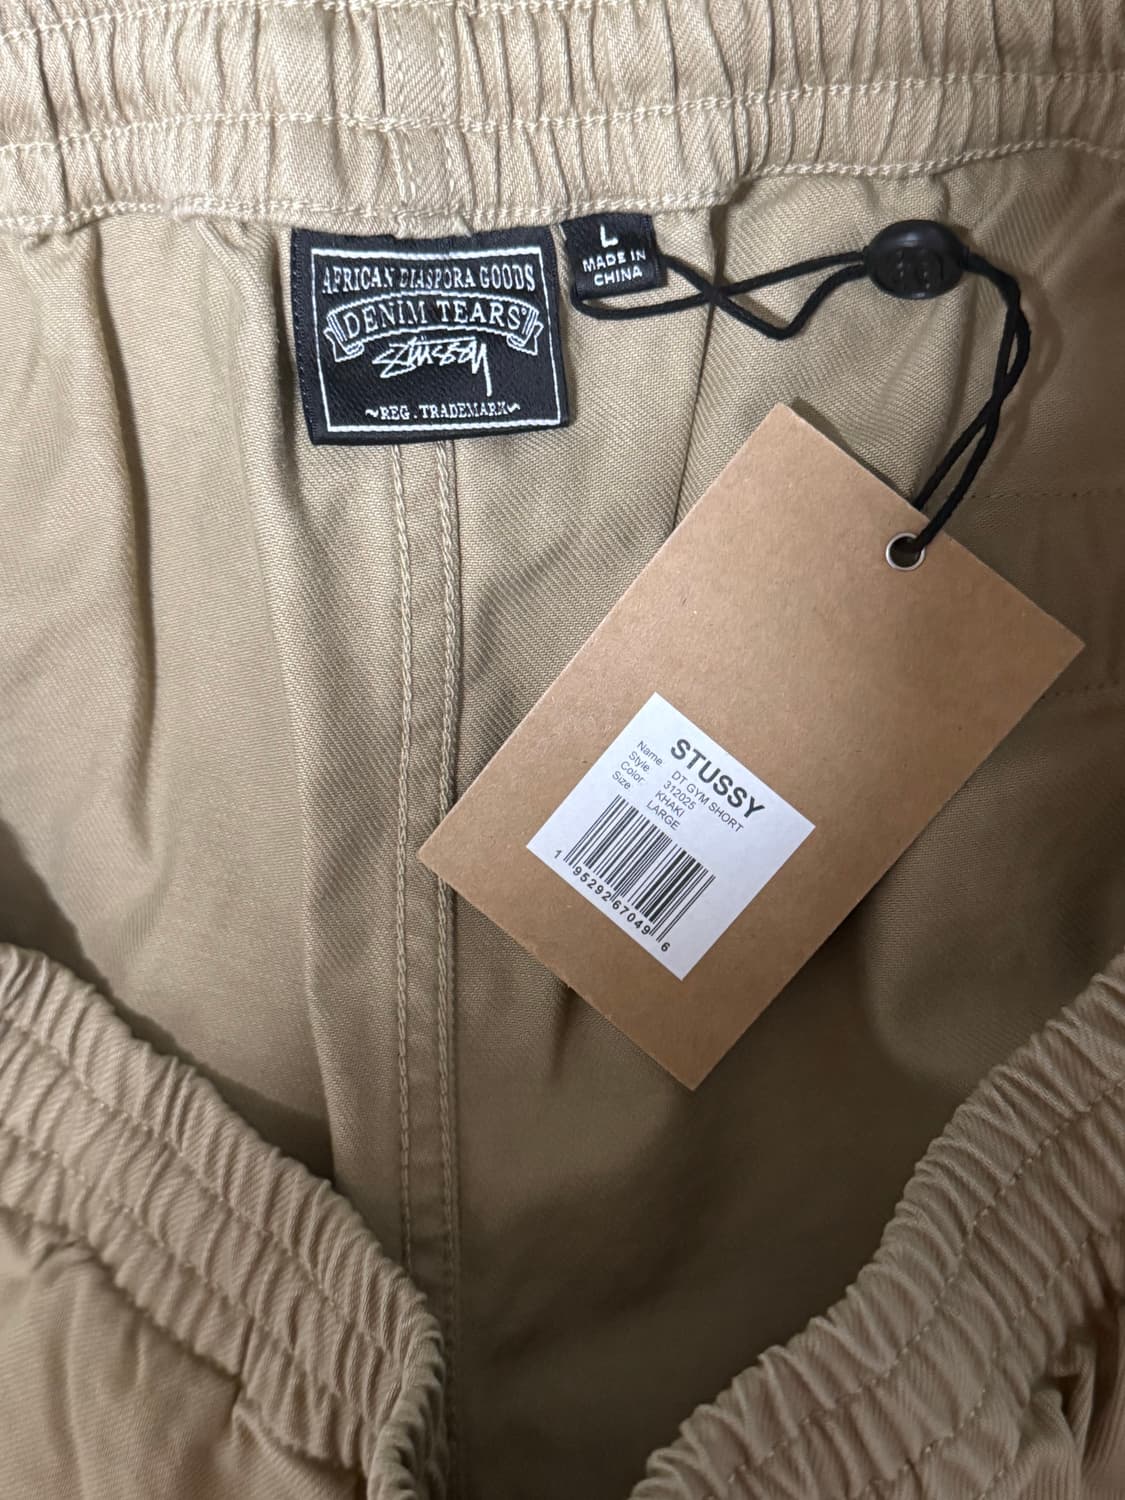 AFRICAN DIASPORA GOODS
DENIM TEARS®
Stüssy
~REG. TRADEMARK~
L
MADE IN
CHINA
STUSSY
Name DT GYM SHORT
Style 312025
Color KHAKI
Size LARGE
1 95292 67049 6